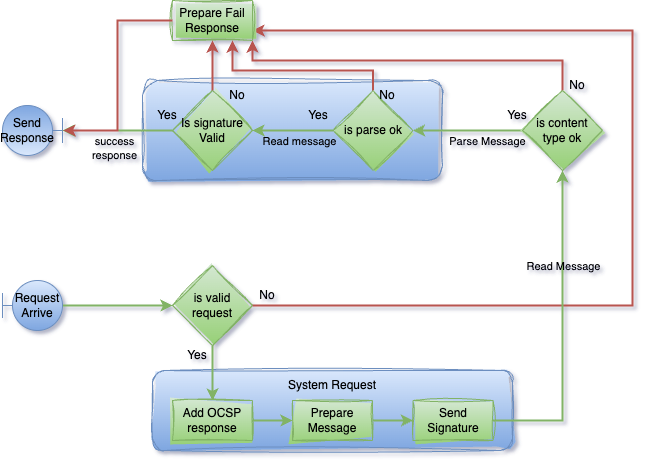 Prepare Fail
Response
No
No
No
Send
Response
Yes
Is signature
Valid
Yes
is parse ok
Yes
is content
type ok
success
response
Read message
Parse Message
Read Message
Request
Arrive
is valid
request
No
Yes
System Request
Add OCSP
response
Prepare
Message
Send
Signature